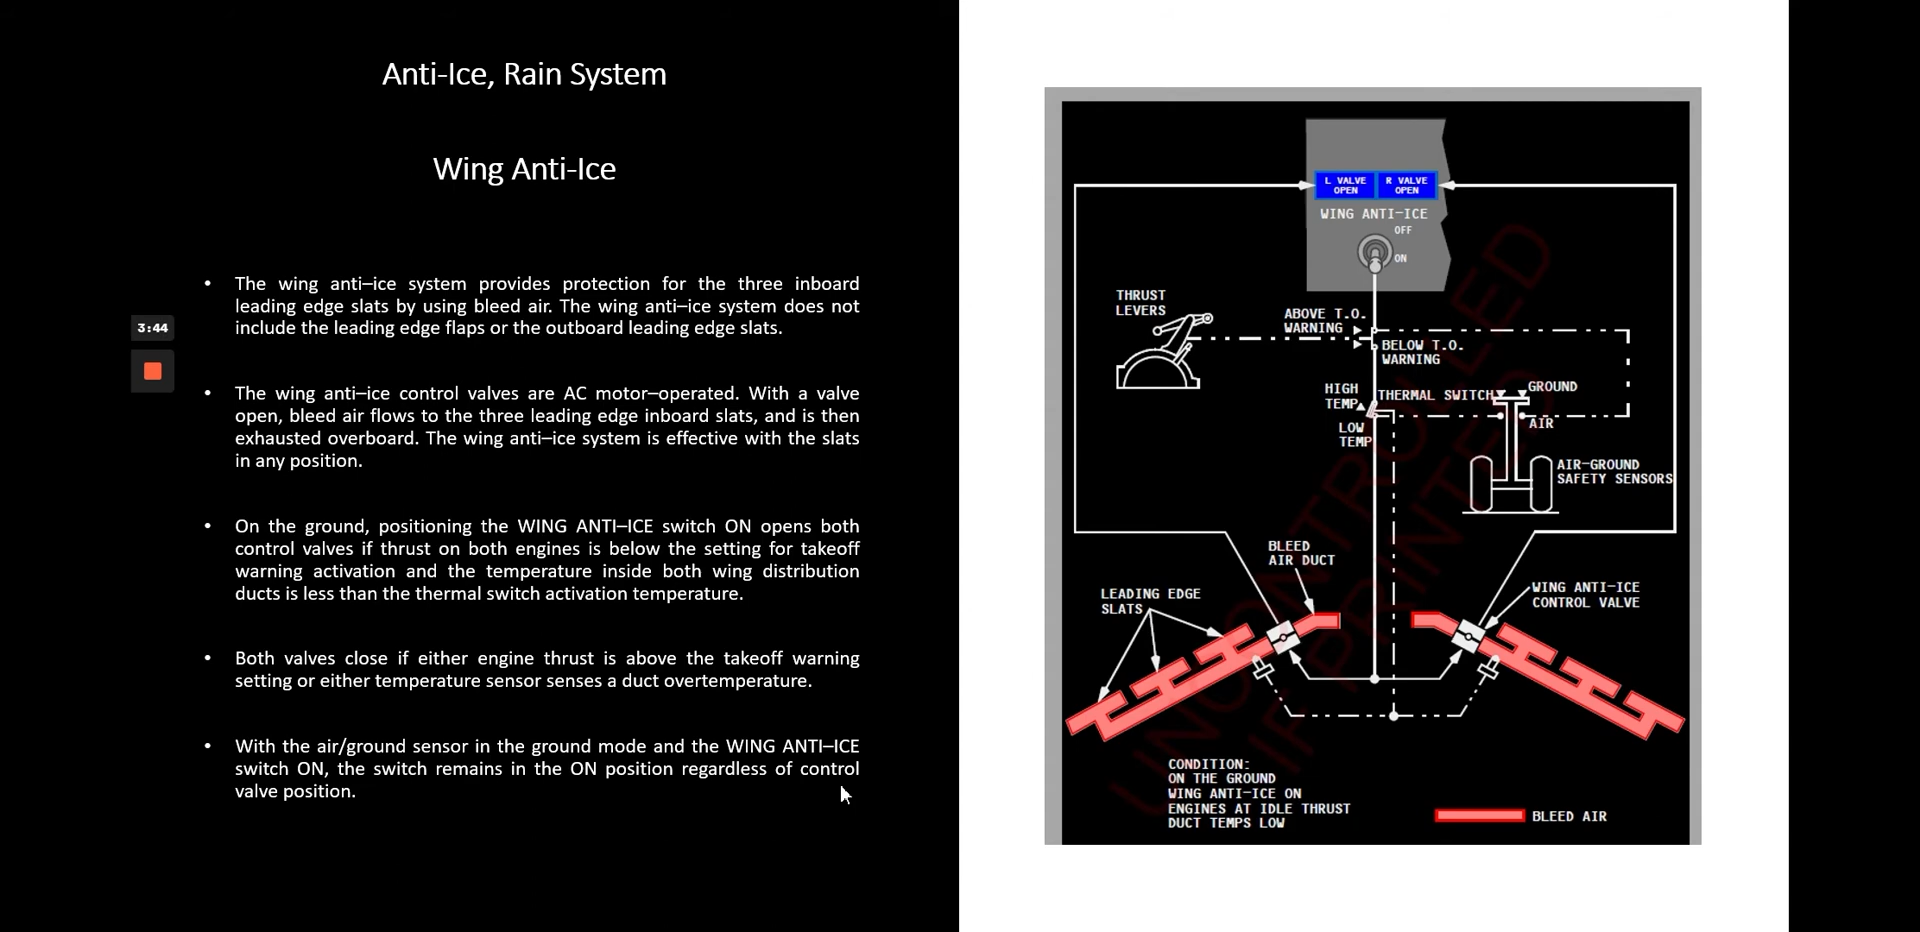 Anti-Ice, Rain System
Wing Anti-Ice
• The wing anti–ice system provides protection for the three inboard
leading edge slats by using bleed air. The wing anti–ice system does not
include the leading edge flaps or the outboard leading edge slats.
• The wing anti–ice control valves are AC motor–operated. With a valve
open, bleed air flows to the three leading edge inboard slats, and is then
exhausted overboard. The wing anti–ice system is effective with the slats
in any position.
• On the ground, positioning the WING ANTI–ICE switch ON opens both
control valves if thrust on both engines is below the setting for takeoff
warning activation and the temperature inside both wing distribution
ducts is less than the thermal switch activation temperature.
• Both valves close if either engine thrust is above the takeoff warning
setting or either temperature sensor senses a duct overtemperature.
• With the air/ground sensor in the ground mode and the WING ANTI–ICE
switch ON, the switch remains in the ON position regardless of control
valve position.
3:44
L VALVE
OPEN
R VALVE
OPEN
WING ANTI-ICE
OFF
ON
THRUST
LEVERS
ABOVE T.O.
WARNING
BELOW T.O.
WARNING
HIGH
TEMP
THERMAL SWITCH
LOW
TEMP
GROUND
AIR
AIR-GROUND
SAFETY SENSORS
BLEED
AIR DUCT
LEADING EDGE
SLATS
WING ANTI-ICE
CONTROL VALVE
CONDITION:
ON THE GROUND
WING ANTI-ICE ON
ENGINES AT IDLE THRUST
DUCT TEMPS LOW
BLEED AIR
UNCONTROLLED
IF PRINTED